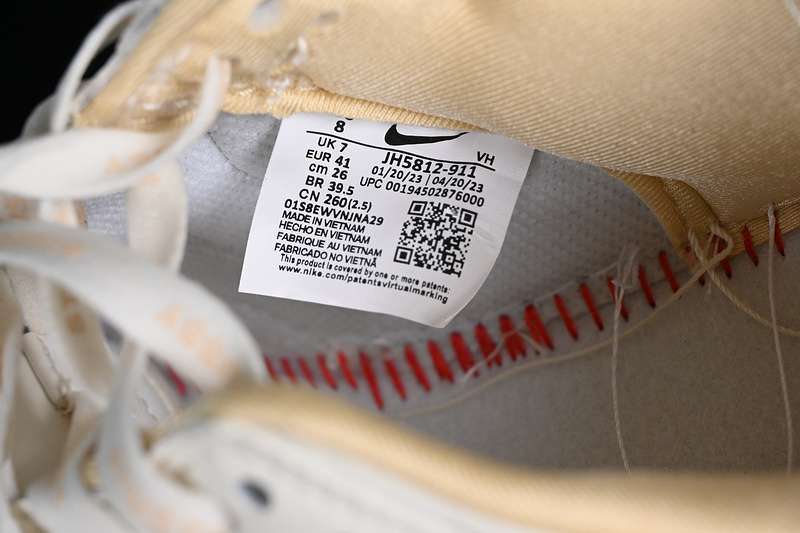 8
UK 7
EUR 41
cm 26
BR 39.5
CN 260(2.5)
VH
JH5812-911
01/20/23 | 04/20/23
UPC 00194502876000
01S8EWVNJNA29
MADE IN VIETNAM
HECHO EN VIETNAM
FABRIQUE AU VIETNAM
FABRICADO NO VIETNÃ
This product is covered by one or more patents:
www.nike.com/patentsvirtualmarking